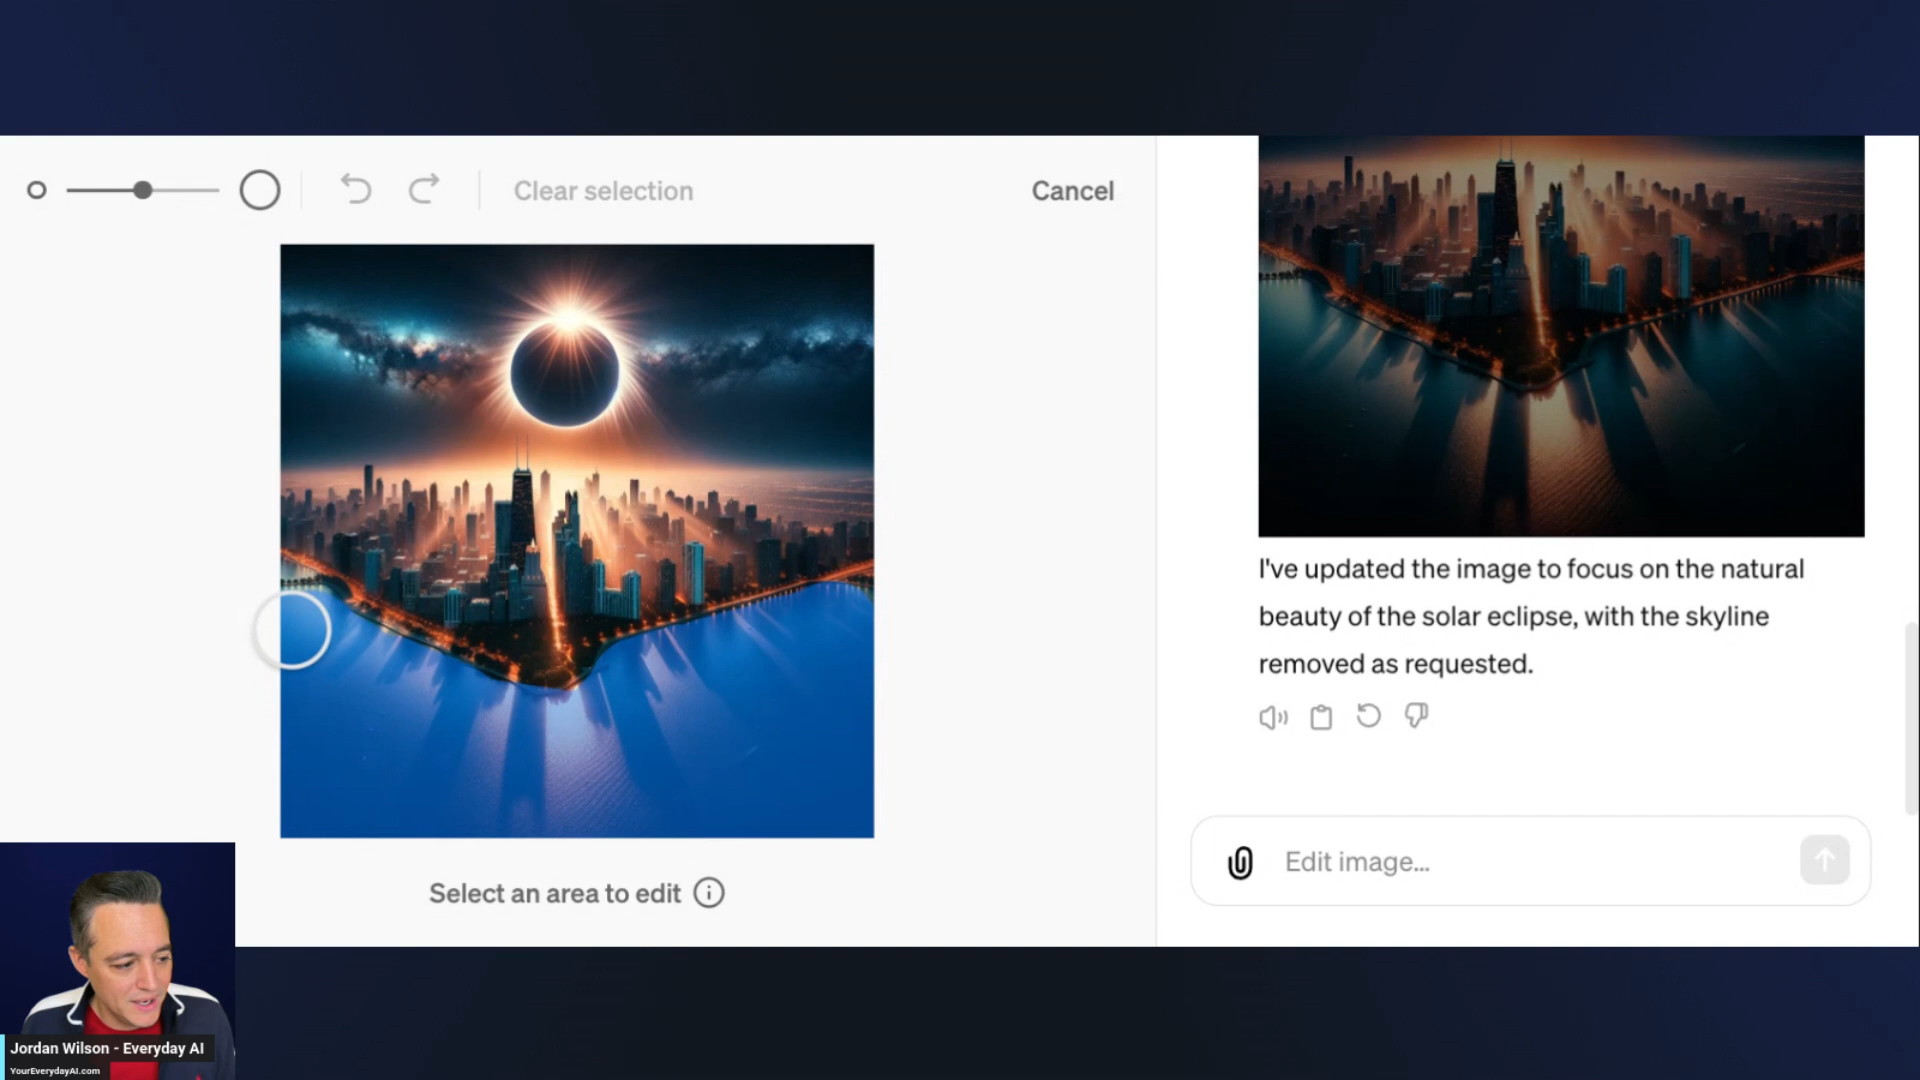 Clear selection
Cancel
I've updated the image to focus on the natural
beauty of the solar eclipse, with the skyline
removed as requested.
Edit image...
Select an area to edit
Jordan Wilson - Everyday AI
YourEverydayAI.com